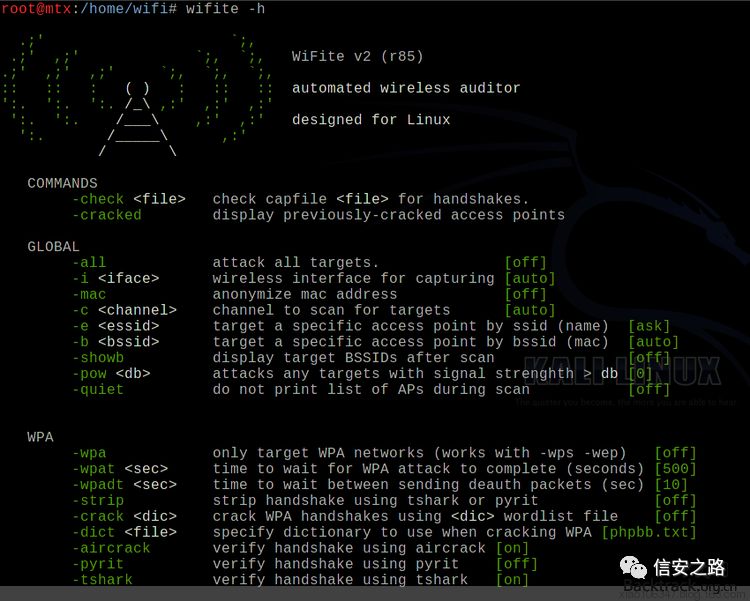 root@mtx:/home/wifi# wifite -h
WiFite v2 (r85)
automated wireless auditor
designed for Linux
COMMANDS
-check <file> check capfile <file> for handshakes.
-cracked display previously-cracked access points
GLOBAL
-all attack all targets. [off]
-i <iface> wireless interface for capturing [auto]
-mac anonymize mac address [off]
-c <channel> channel to scan for targets [auto]
-e <essid> target a specific access point by ssid (name) [ask]
-b <bssid> target a specific access point by bssid (mac) [auto]
-showb display target BSSIDs after scan [off]
-pow <db> attacks any targets with signal strenghth > db [0]
-quiet do not print list of APs during scan [off]
KALI LINUX
The quieter you become, the more you are able to hear.
WPA
-wpa only target WPA networks (works with -wps -wep) [off]
-wpat <sec> time to wait for WPA attack to complete (seconds) [500]
-wpadt <sec> time to wait between sending deauth packets (sec) [10]
-strip strip handshake using tshark or pyrit [off]
-crack <dic> crack WPA handshakes using <dic> wordlist file [off]
-dict <file> specify dictionary to use when cracking WPA [phpbb.txt]
-aircrack verify handshake using aircrack [on]
-pyrit verify handshake using pyrit [off]
-tshark verify handshake using tshark [on]
信安之路
Backtrack.org.cn